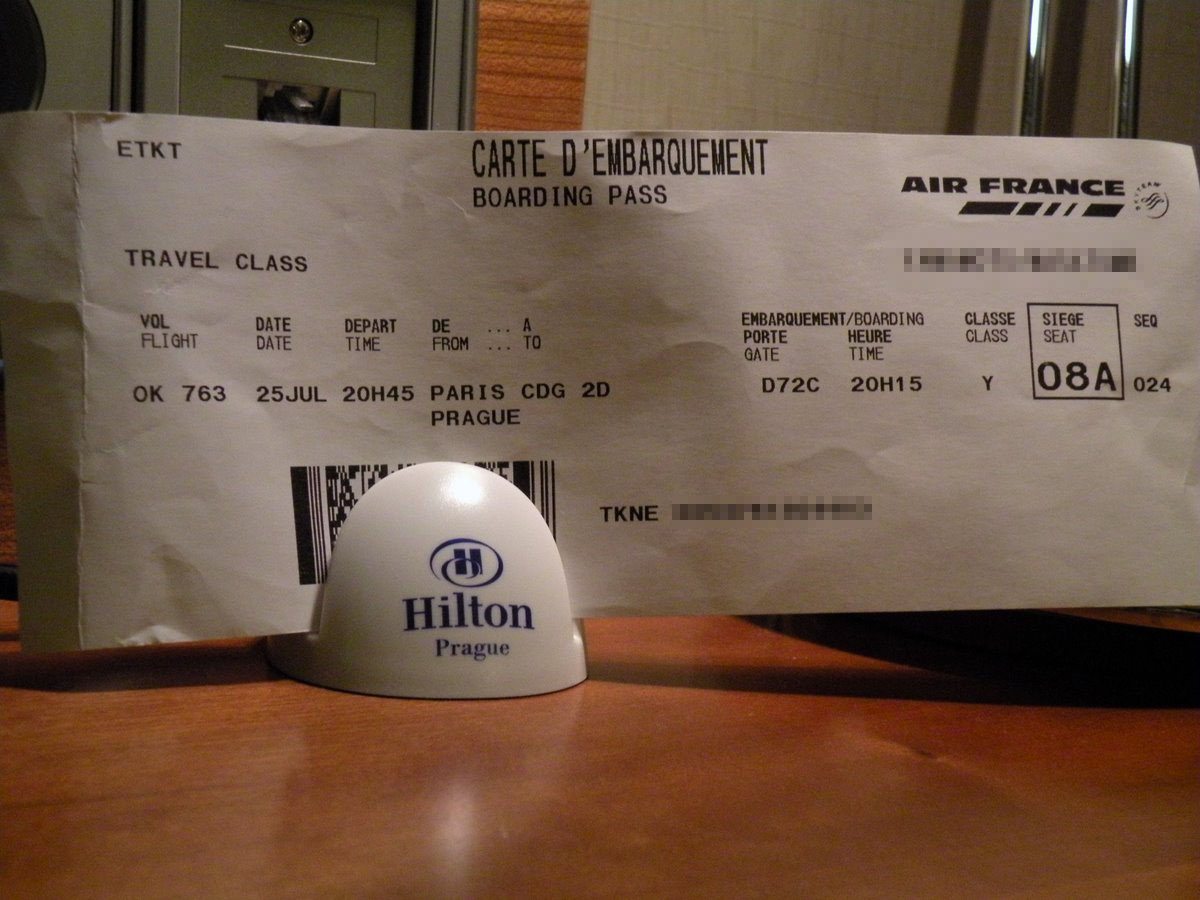 ETKT
CARTE D'EMBARQUEMENT
BOARDING PASS
AIR FRANCE
SKYTEAM
TRAVEL CLASS
VOL DATE DEPART DE ... A
FLIGHT DATE TIME FROM ... TO
OK 763 25JUL 20H45 PARIS CDG 2D
PRAGUE
EMBARQUEMENT/BOARDING CLASSE SIEGE SEQ
PORTE HEURE CLASS SEAT
GATE TIME
D72C 20H15 Y 08A 024
TKNE
Hilton
Prague